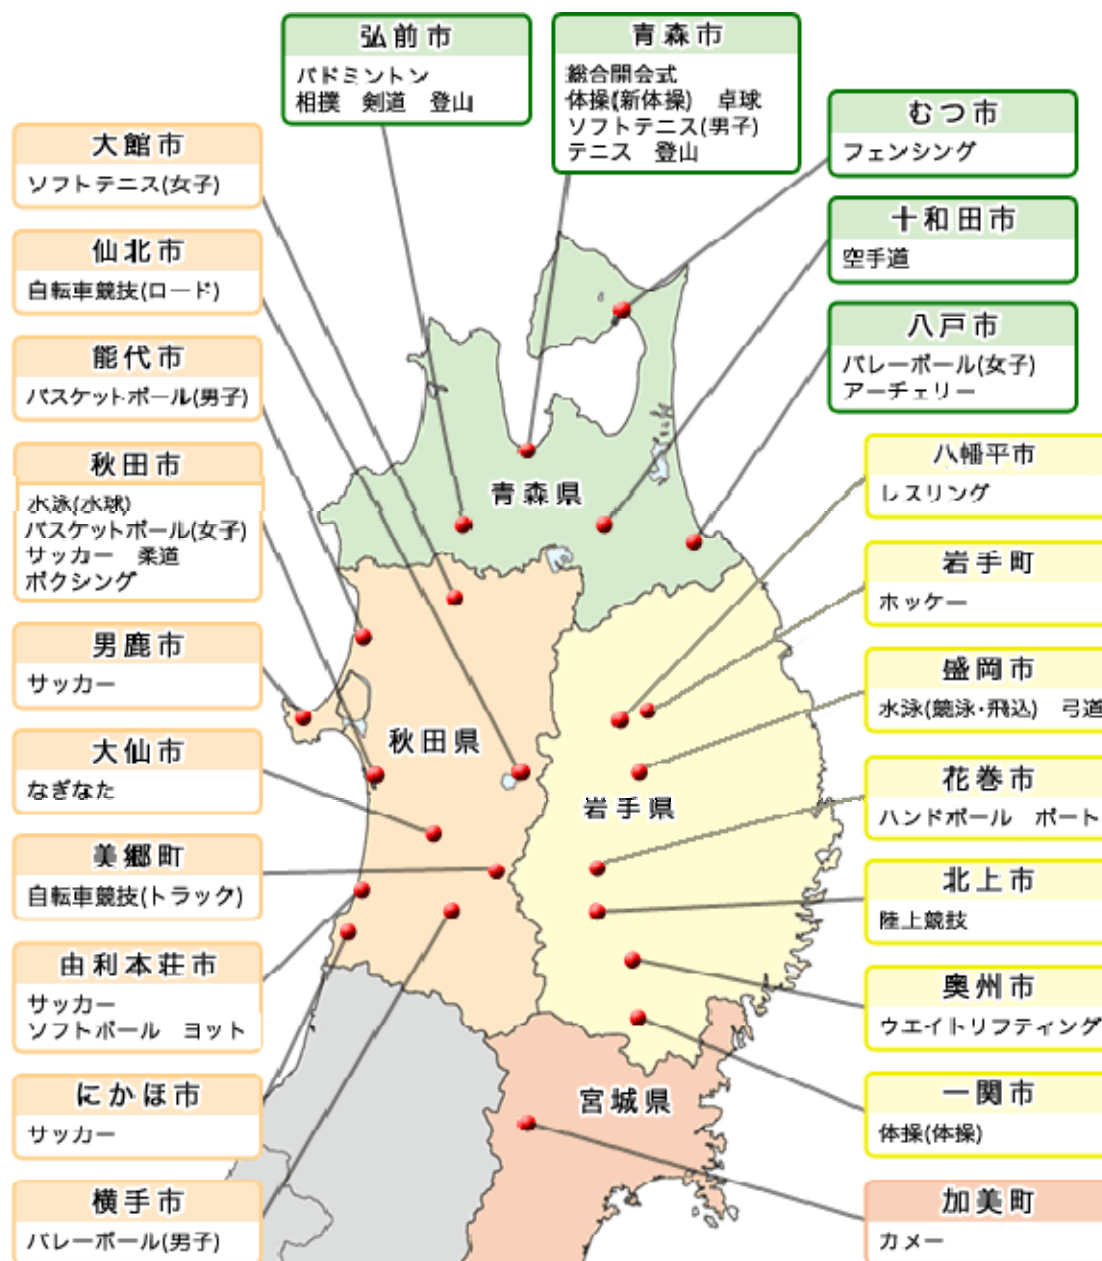 弘前市
バドミントン
相撲　剣道　登山
青森市
総合開会式
体操(新体操)　卓球
ソフトテニス(男子)
テニス　登山
むつ市
フェンシング
十和田市
空手道
八戸市
バレーボール(女子)
アーチェリー
大館市
ソフトテニス(女子)
仙北市
自転車競技(ロード)
能代市
バスケットボール(男子)
秋田市
水泳(水球)
バスケットボール(女子)
サッカー　柔道
ボクシング
男鹿市
サッカー
大仙市
なぎなた
美郷町
自転車競技(トラック)
由利本荘市
サッカー
ソフトボール　ヨット
にかほ市
サッカー
横手市
バレーボール(男子)
青森県
秋田県
岩手県
宮城県
八幡平市
レスリング
岩手町
ホッケー
盛岡市
水泳(競泳・飛込)　弓道
花巻市
ハンドボール　ボート
北上市
陸上競技
奥州市
ウエイトリフティング
一関市
体操(体操)
加美町
カヌー